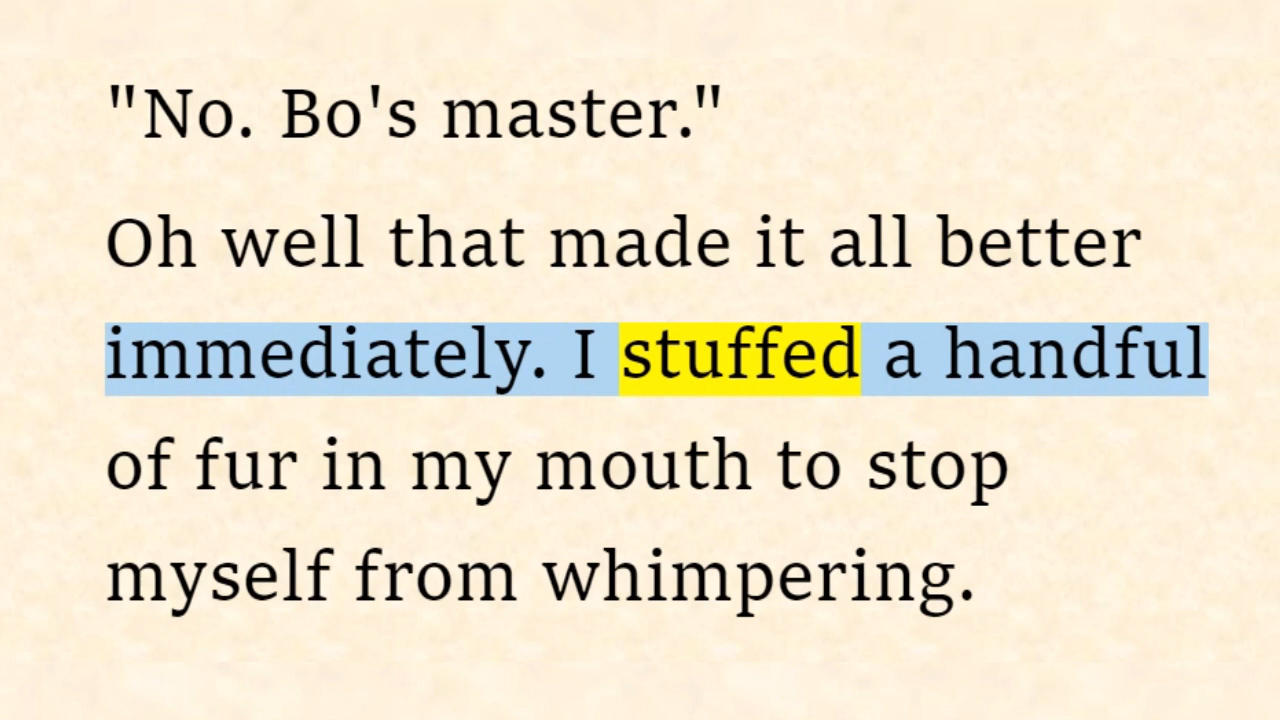 "No. Bo's master."
Oh well that made it all better
immediately. I stuffed a handful
of fur in my mouth to stop
myself from whimpering.